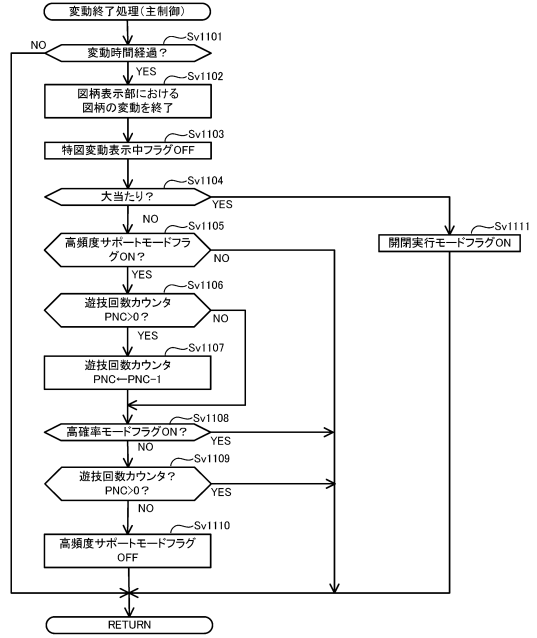 変動終了処理(主制御)
Sv1101
NO
変動時間経過?
YES
Sv1102
図柄表示部における
図柄の変動を終了
Sv1103
特図変動表示中フラグOFF
Sv1104
大当たり?
YES
NO
Sv1105
Sv1111
高頻度サポートモードフラ
グON?
NO
開閉実行モードフラグON
YES
Sv1106
遊技回数カウンタ
PNC>0?
NO
YES
Sv1107
遊技回数カウンタ
PNC←PNC-1
Sv1108
高確率モードフラグON?
YES
NO
Sv1109
遊技回数カウンタ?
PNC>0?
YES
NO
Sv1110
高頻度サポートモードフラグ
OFF
RETURN